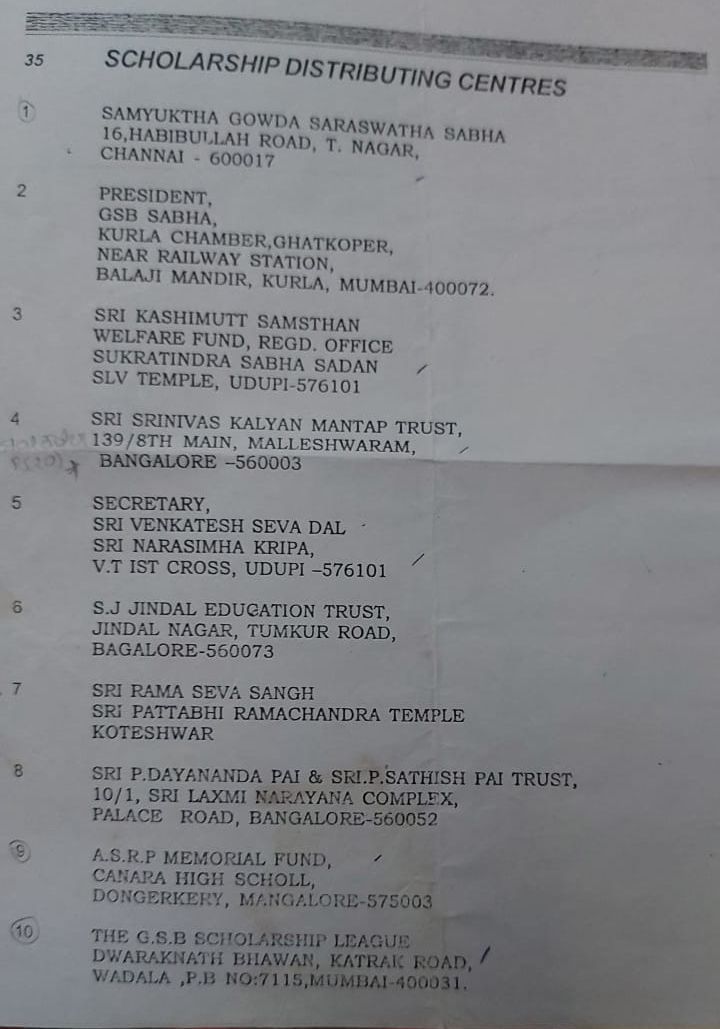 35 SCHOLARSHIP DISTRIBUTING CENTRES
1 SAMYUKTHA GOWDA SARASWATHA SABHA
16,HABIBULLAH ROAD, T. NAGAR,
CHANNAI - 600017
2 PRESIDENT,
GSB SABHA,
KURLA CHAMBER,GHATKOPER,
NEAR RAILWAY STATION,
BALAJI MANDIR, KURLA, MUMBAI-400072.
3 SRI KASHIMUTT SAMSTHAN
WELFARE FUND, REGD. OFFICE
SUKRATINDRA SABHA SADAN
SLV TEMPLE, UDUPI-576101
4 SRI SRINIVAS KALYAN MANTAP TRUST,
139/8TH MAIN, MALLESHWARAM,
BANGALORE –560003
5 SECRETARY,
SRI VENKATESH SEVA DAL
SRI NARASIMHA KRIPA,
V.T IST CROSS, UDUPI –576101
6 S.J JINDAL EDUCATION TRUST,
JINDAL NAGAR, TUMKUR ROAD,
BAGALORE-560073
7 SRI RAMA SEVA SANGH
SRI PATTABHI RAMACHANDRA TEMPLE
KOTESHWAR
8 SRI P.DAYANANDA PAI & SRI.P.SATHISH PAI TRUST,
10/1, SRI LAXMI NARAYANA COMPLEX,
PALACE ROAD, BANGALORE-560052
9 A.S.R.P MEMORIAL FUND,
CANARA HIGH SCHOLL,
DONGERKERY, MANGALORE-575003
10 THE G.S.B SCHOLARSHIP LEAGUE
DWARAKNATH BHAWAN, KATRAK ROAD,
WADALA ,P.B NO:7115,MUMBAI-400031.